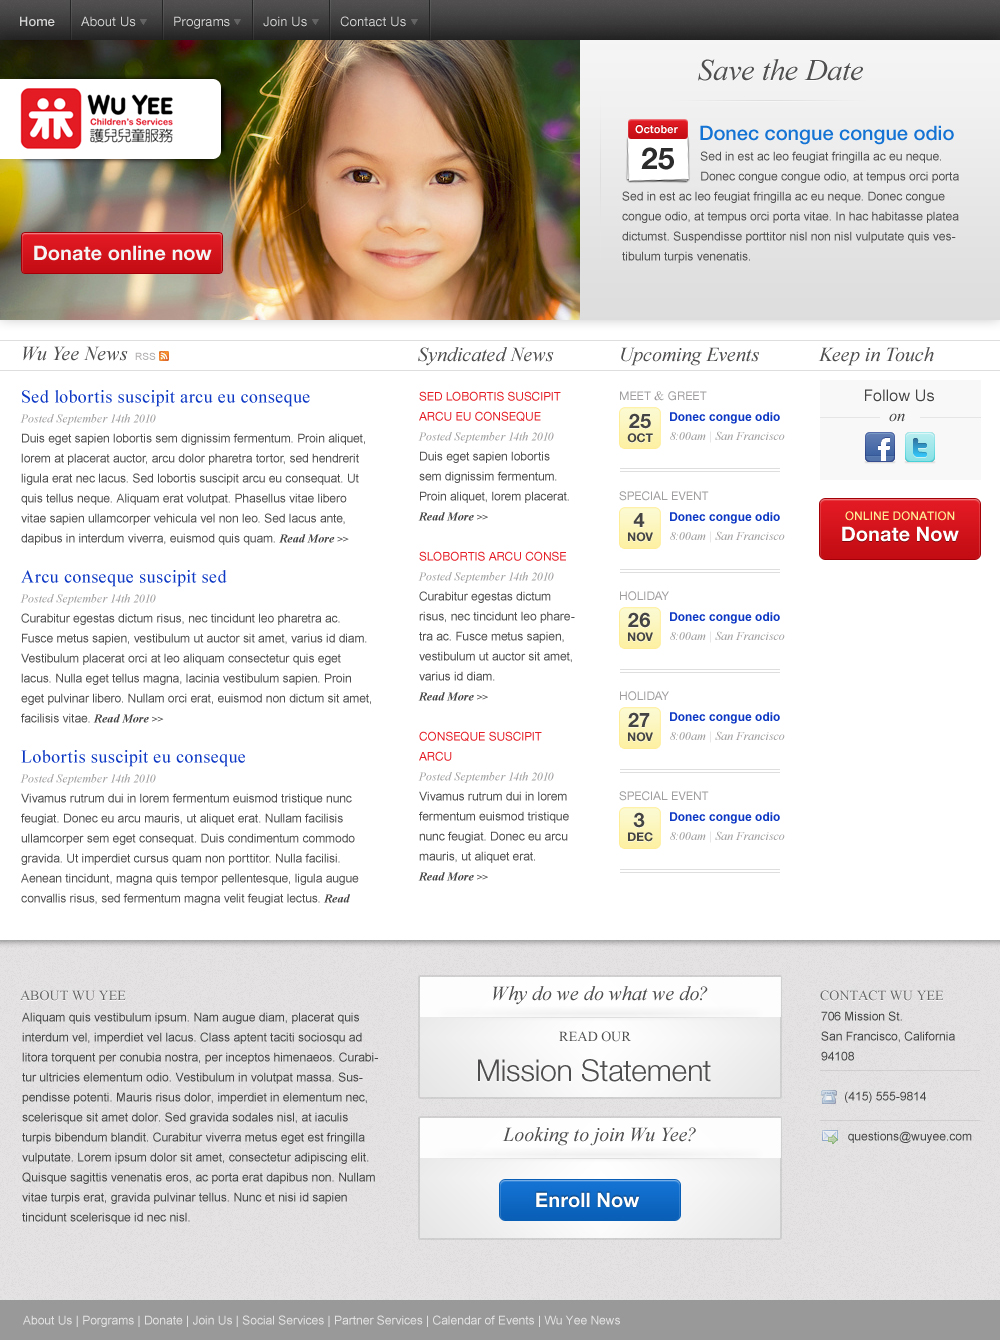 Home
About Us
Programs
Join Us
Contact Us
WU YEE
Children's Services
護兒兒童服務
Donate online now
Save the Date
October
25
Donec congue congue odio
Sed in est ac leo feugiat fringilla ac eu neque.
Donec congue congue odio, at tempus orci porta
Sed in est ac leo feugiat fringilla ac eu neque. Donec congue
congue odio, at tempus orci porta vitae. In hac habitasse platea
dictumst. Suspendisse porttitor nisl non nisl vulputate quis ves-
tibulum turpis venenatis.
Wu Yee News RSS
Sed lobortis suscipit arcu eu conseque
Posted September 14th 2010
Duis eget sapien lobortis sem dignissim fermentum. Proin aliquet,
lorem at placerat auctor, arcu dolor pharetra tortor, sed hendrerit
ligula erat nec lacus. Sed lobortis suscipit arcu eu consequat. Ut
quis tellus neque. Aliquam erat volutpat. Phasellus vitae libero
vitae sapien ullamcorper vehicula vel non leo. Sed lacus ante,
dapibus in interdum viverra, euismod quis quam. Read More >>
Arcu conseque suscipit sed
Posted September 14th 2010
Curabitur egestas dictum risus, nec tincidunt leo pharetra ac.
Fusce metus sapien, vestibulum ut auctor sit amet, varius id diam.
Vestibulum placerat orci at leo aliquam consectetur quis eget
lacus. Nulla eget tellus magna, lacinia vestibulum sapien. Proin
eget pulvinar libero. Nullam orci erat, euismod non dictum sit amet,
facilisis vitae. Read More >>
Lobortis suscipit eu conseque
Posted September 14th 2010
Vivamus rutrum dui in lorem fermentum euismod tristique nunc
feugiat. Donec eu arcu mauris, ut aliquet erat. Nullam facilisis
ullamcorper sem eget consequat. Duis condimentum commodo
gravida. Ut imperdiet cursus quam non porttitor. Nulla facilisi.
Aenean tincidunt, magna quis tempor pellentesque, ligula augue
convallis risus, sed fermentum magna velit feugiat lectus. Read
Syndicated News
SED LOBORTIS SUSCIPIT
ARCU EU CONSEQUE
Posted September 14th 2010
Duis eget sapien lobortis
sem dignissim fermentum.
Proin aliquet, lorem placerat.
Read More >>
SLOBORTIS ARCU CONSE
Posted September 14th 2010
Curabitur egestas dictum
risus, nec tincidunt leo phare-
tra ac. Fusce metus sapien,
vestibulum ut auctor sit amet,
varius id diam.
Read More >>
CONSEQUE SUSCIPIT
ARCU
Posted September 14th 2010
Vivamus rutrum dui in lorem
fermentum euismod tristique
nunc feugiat. Donec eu arcu
mauris, ut aliquet erat.
Read More >>
Upcoming Events
MEET & GREET
25
OCT
Donec congue odio
8:00am | San Francisco
SPECIAL EVENT
4
NOV
Donec congue odio
8:00am | San Francisco
HOLIDAY
26
NOV
Donec congue odio
8:00am | San Francisco
HOLIDAY
27
NOV
Donec congue odio
8:00am | San Francisco
SPECIAL EVENT
3
DEC
Donec congue odio
8:00am | San Francisco
Keep in Touch
Follow Us
on
f t
ONLINE DONATION
Donate Now
ABOUT WU YEE
Aliquam quis vestibulum ipsum. Nam augue diam, placerat quis
interdum vel, imperdiet vel lacus. Class aptent taciti sociosqu ad
litora torquent per conubia nostra, per inceptos himenaeos. Curabi-
tur ultricies elementum odio. Vestibulum in volutpat massa. Sus-
pendisse potenti. Mauris risus dolor, imperdiet in elementum nec,
scelerisque sit amet dolor. Sed gravida sodales nisl, at iaculis
turpis bibendum blandit. Curabitur viverra metus eget est fringilla
vulputate. Lorem ipsum dolor sit amet, consectetur adipiscing elit.
Quisque sagittis venenatis eros, ac porta erat dapibus non. Nullam
vitae turpis erat, gravida pulvinar tellus. Nunc et nisi id sapien
tincidunt scelerisque id nec nisl.
Why do we do what we do?
READ OUR
Mission Statement
Looking to join Wu Yee?
Enroll Now
CONTACT WU YEE
706 Mission St.
San Francisco, California
94108
(415) 555-9814
questions@wuyee.com
About Us | Porgrams | Donate | Join Us | Social Services | Partner Services | Calendar of Events | Wu Yee News